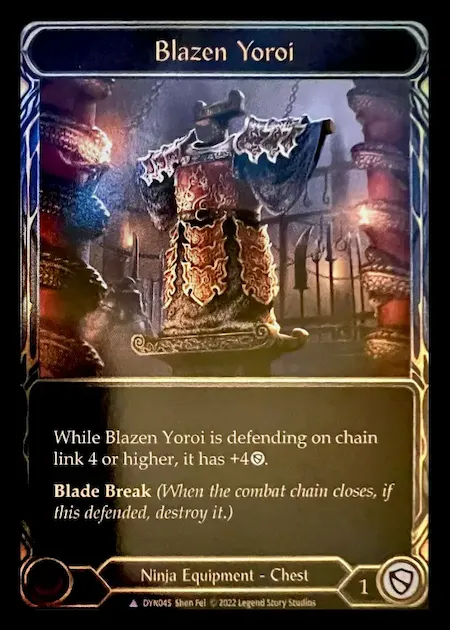 Blazen Yoroi
While Blazen Yoroi is defending on chain
link 4 or higher, it has +4.
Blade Break (When the combat chain closes, if
this defended, destroy it.)
Ninja Equipment - Chest
1
DYN045 Shen Fei © 2022 Legend Story Studios